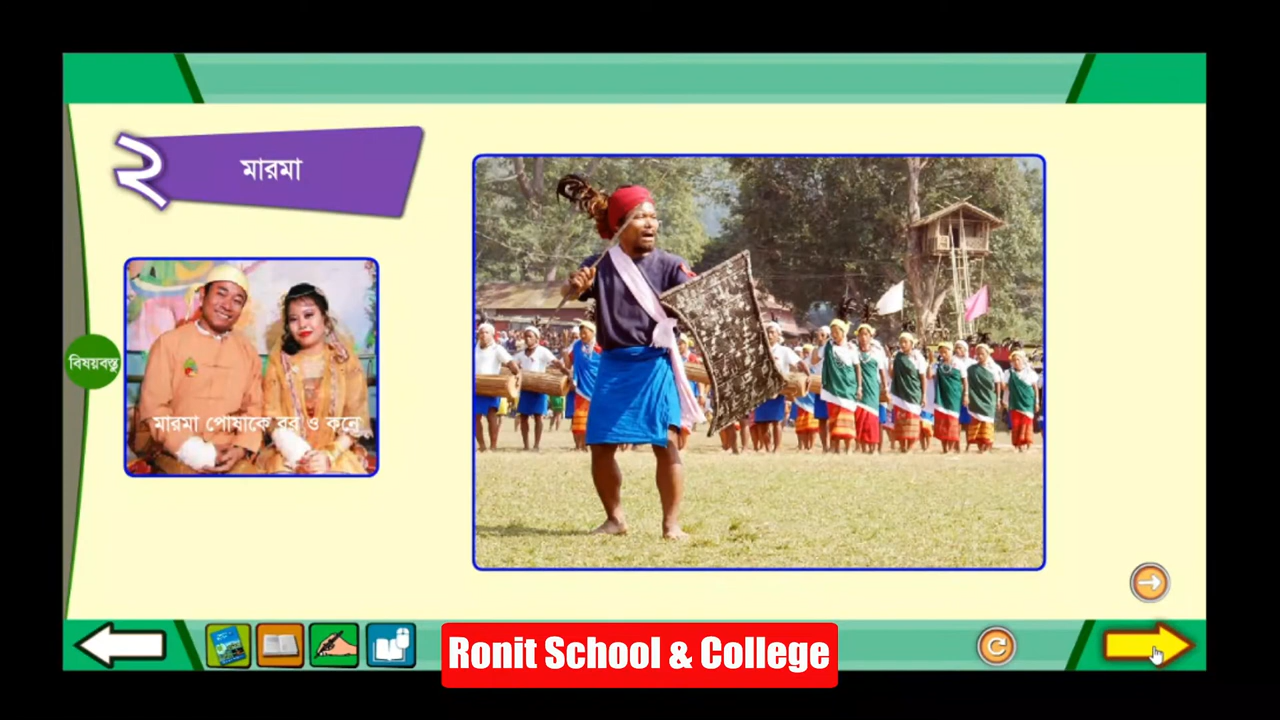 ২
মারমা
বিষয়বস্তু
মারমা পোষাকে বর ও কনে
Ronit School & College